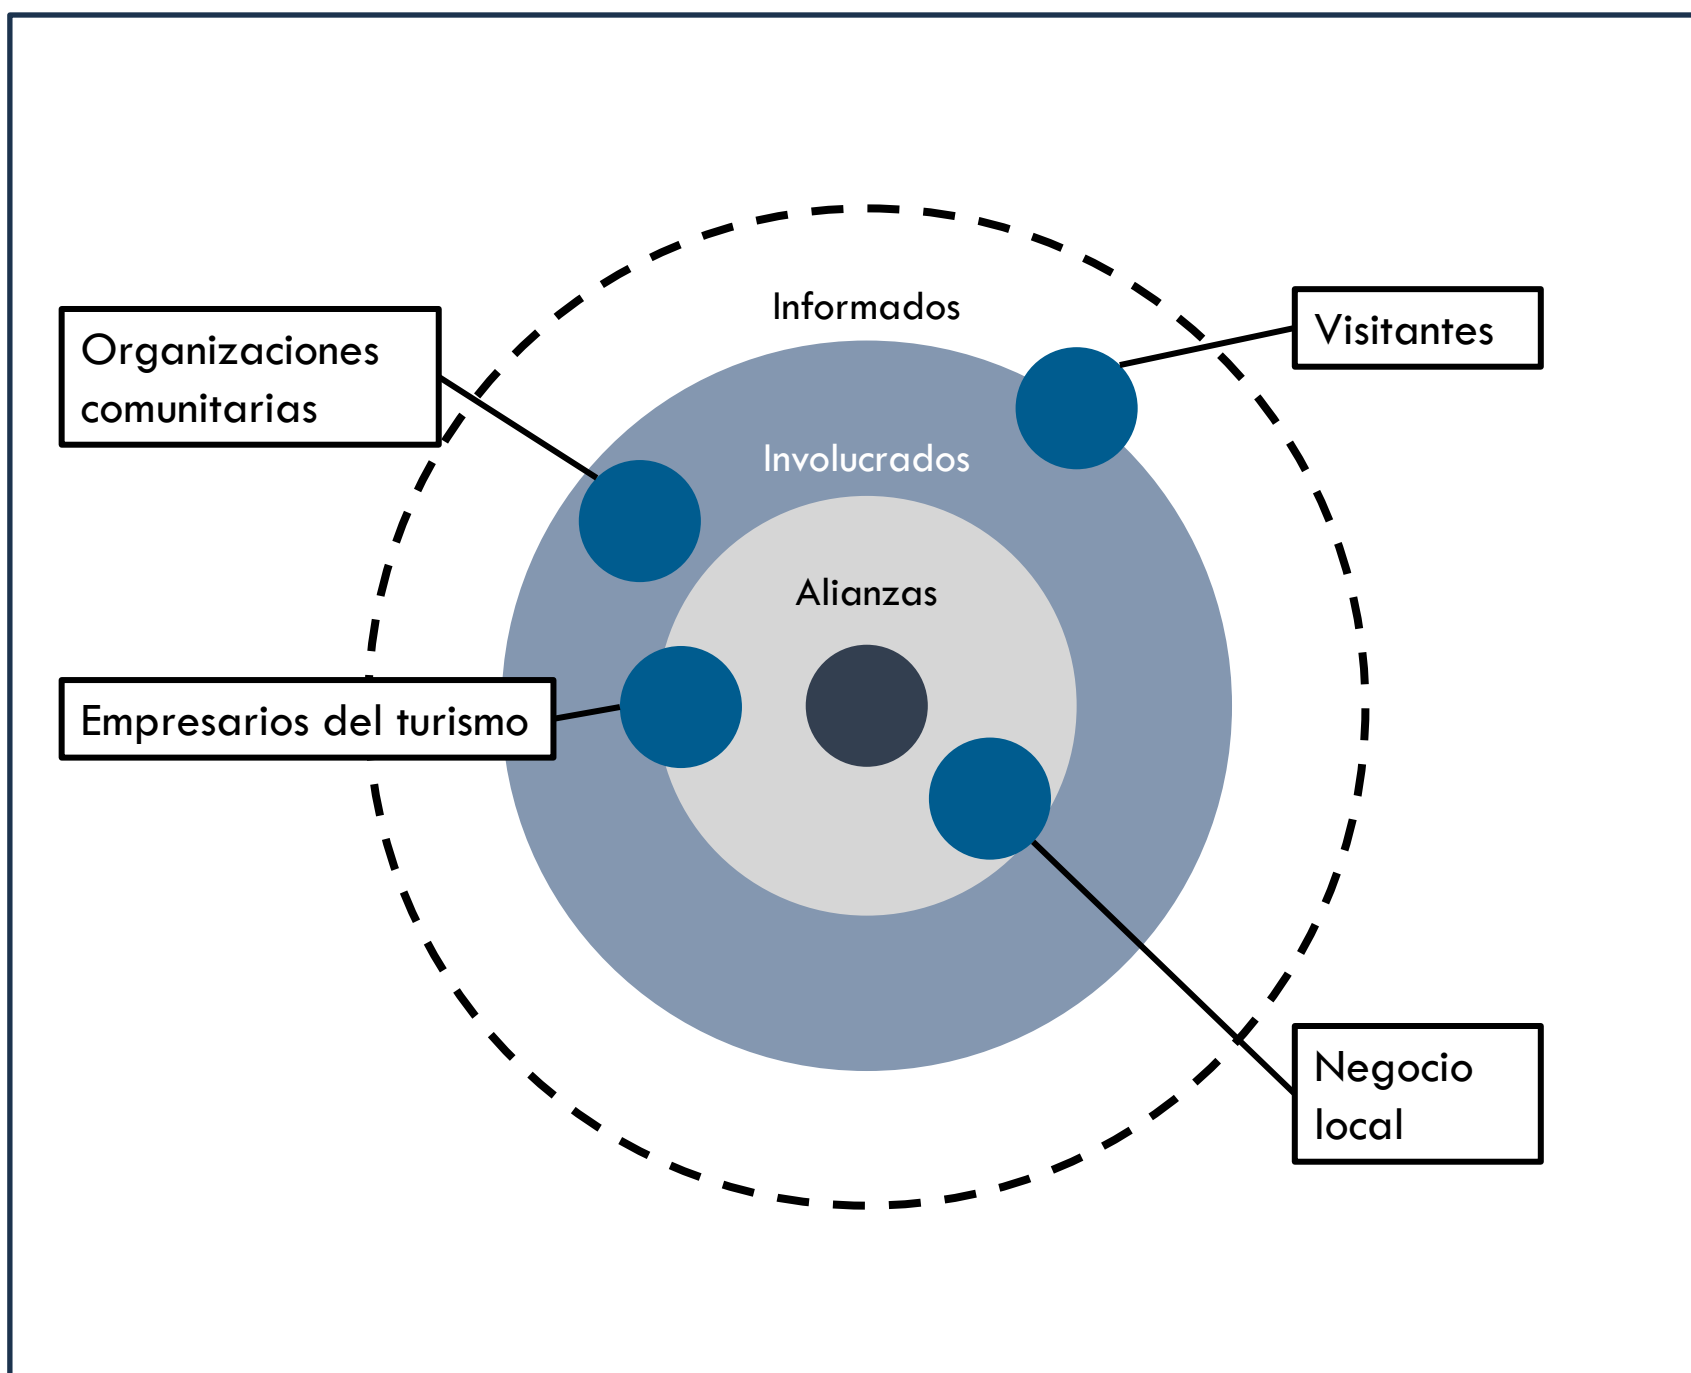 Informados
Visitantes
Organizaciones
comunitarias
Involucrados
Alianzas
Empresarios del turismo
Negocio
local